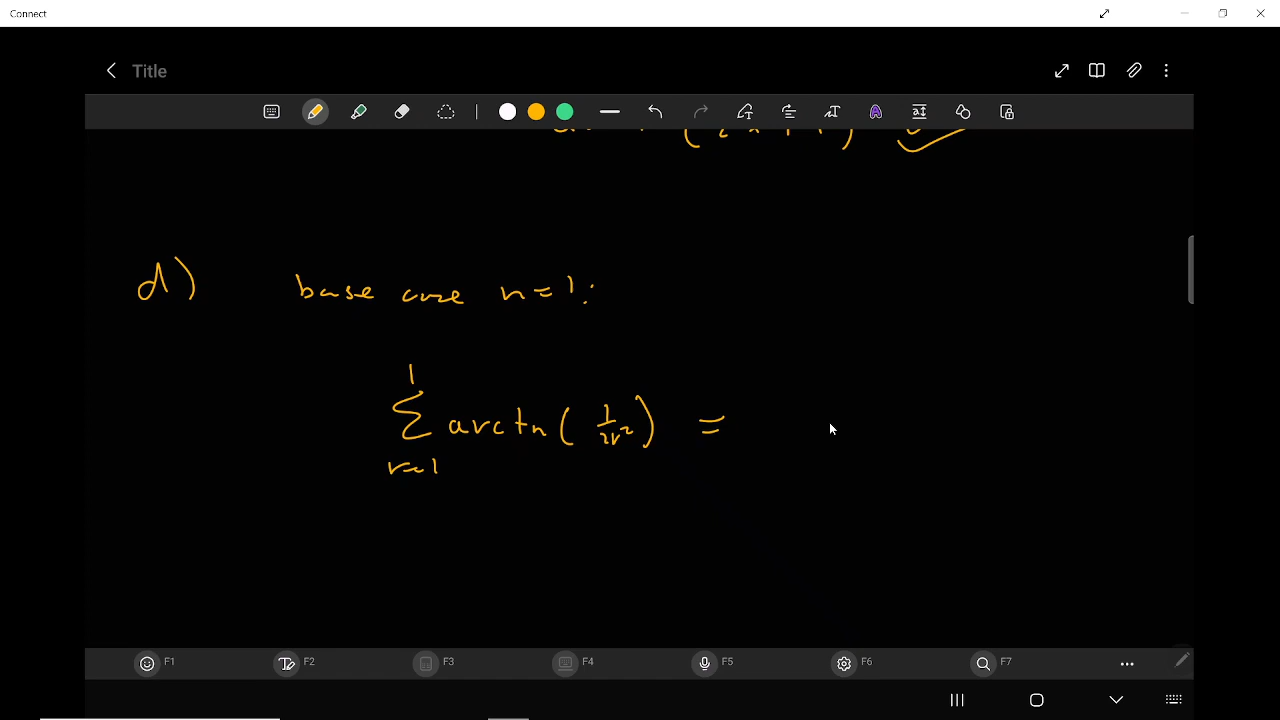 Connect
Title
d) base case n=1:
1
∑ arctn( 1/2r² ) =
r=1
F1 F2 F3 F4 F5 F6 F7